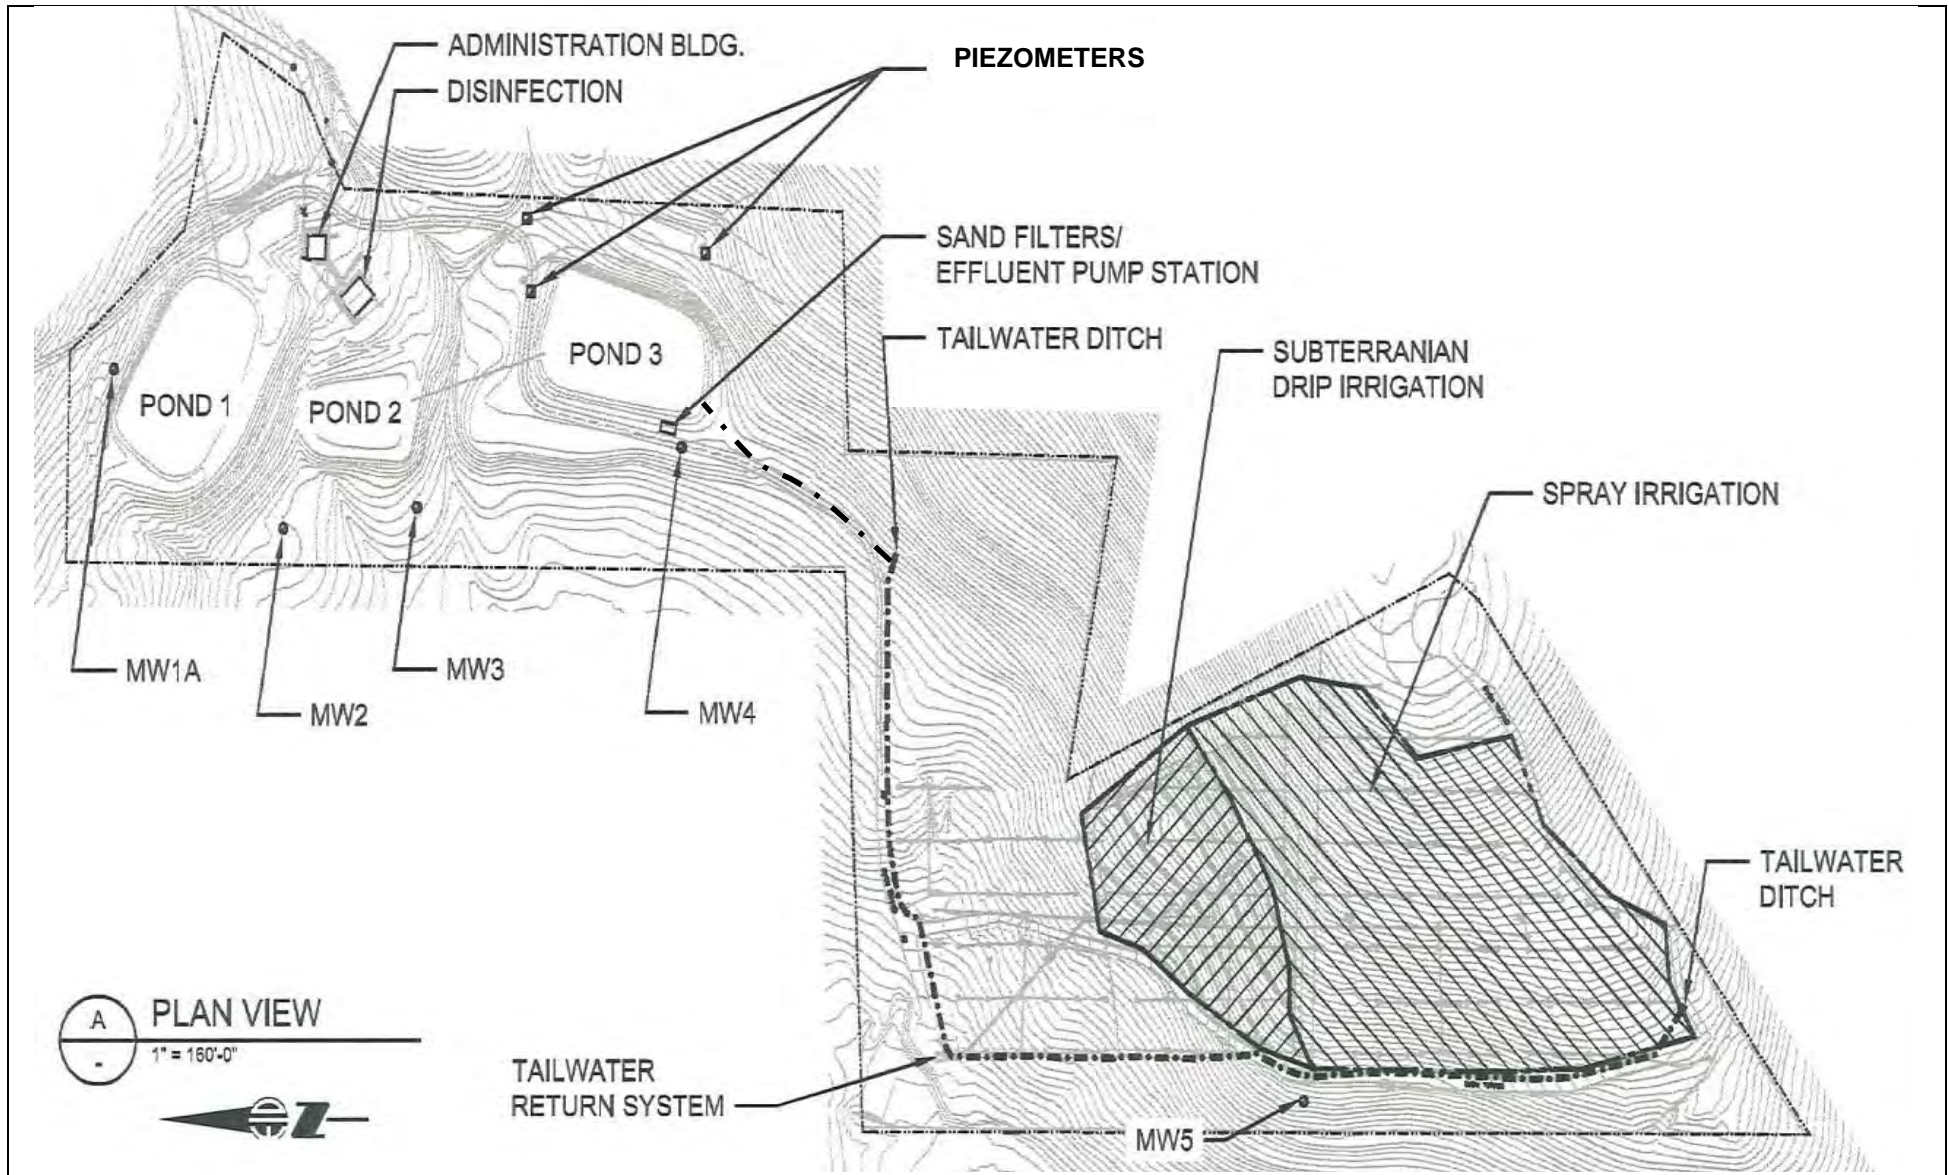 ADMINISTRATION BLDG.
PIEZOMETERS
DISINFECTION
SAND FILTERS/
EFFLUENT PUMP STATION
TAILWATER DITCH
SUBTERRANIAN
DRIP IRRIGATION
POND 3
POND 1
POND 2
SPRAY IRRIGATION
MW1A
MW3
MW2
MW4
TAILWATER
DITCH
A
-
PLAN VIEW
1" = 160'-0"
Z
TAILWATER
RETURN SYSTEM
MW5